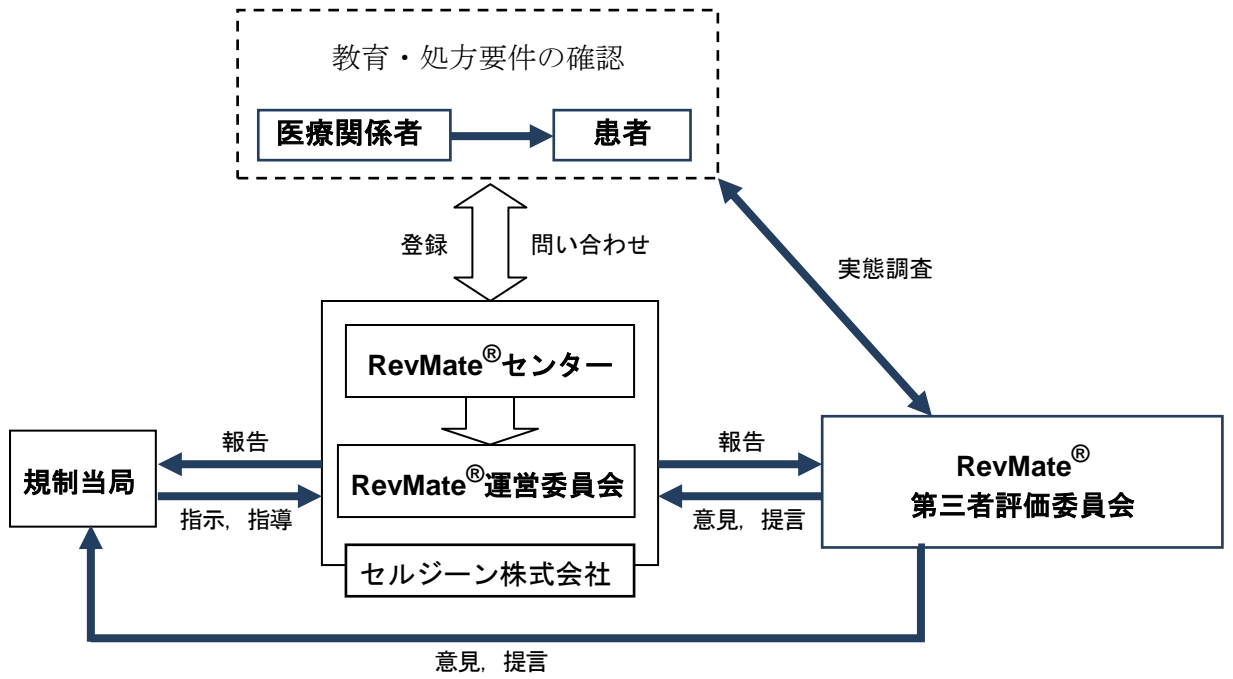 教育・処方要件の確認
医療関係者
患者
登録
問い合わせ
実態調査
RevMate®センター
報告
報告
規制当局
RevMate®運営委員会
RevMate®
第三者評価委員会
指示，指導
意見，提言
セルジーン株式会社
意見，提言